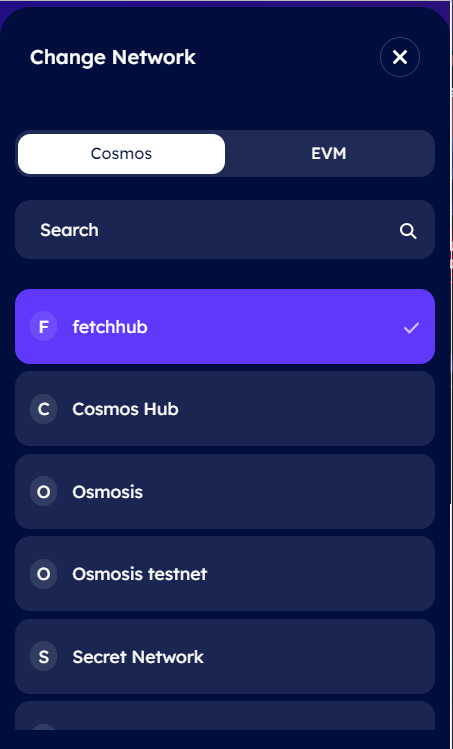 Change Network
Cosmos
EVM
Search
F fetchhub
C Cosmos Hub
O Osmosis
O Osmosis testnet
S Secret Network